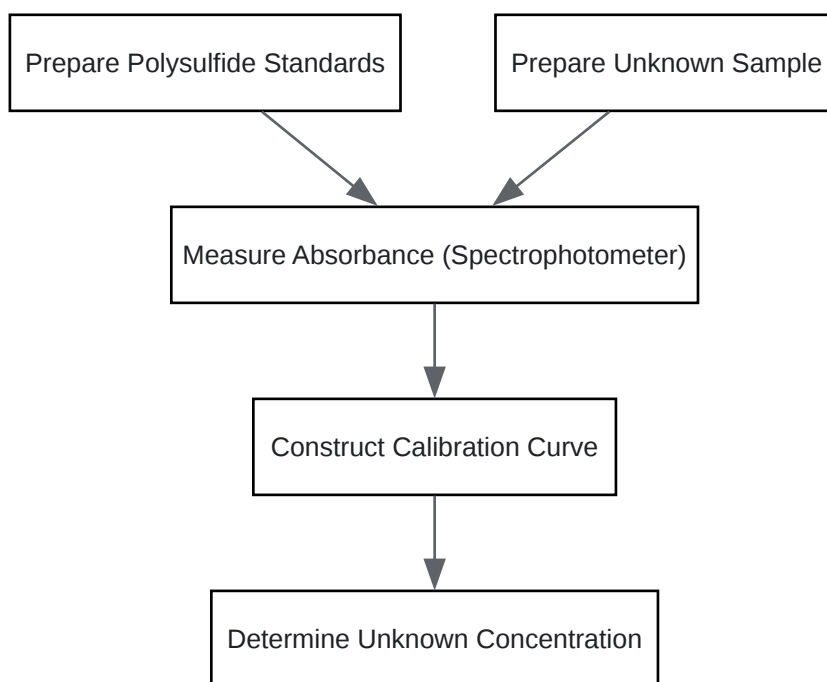 Prepare Polysulfide Standards
Prepare Unknown Sample
Measure Absorbance (Spectrophotometer)
Construct Calibration Curve
Determine Unknown Concentration